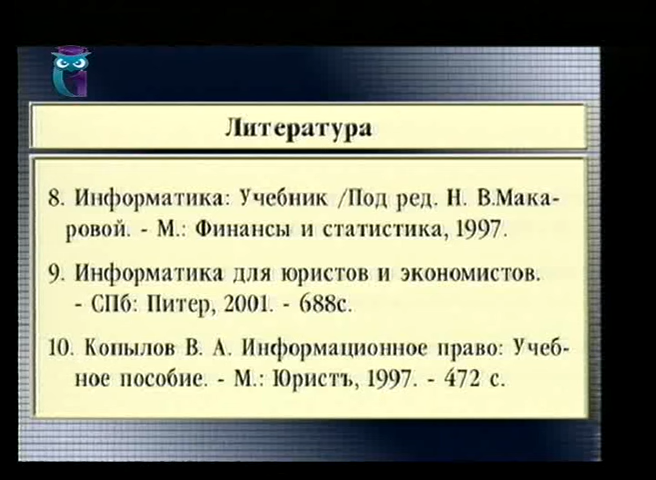 Литература
8. Информатика: Учебник /Под ред. Н. В.Мака-
ровой. - М.: Финансы и статистика, 1997.
9. Информатика для юристов и экономистов.
- СПб: Питер, 2001. - 688с.
10. Копылов В. А. Информационное право: Учеб-
ное пособие. - М.: Юристъ, 1997. - 472 с.